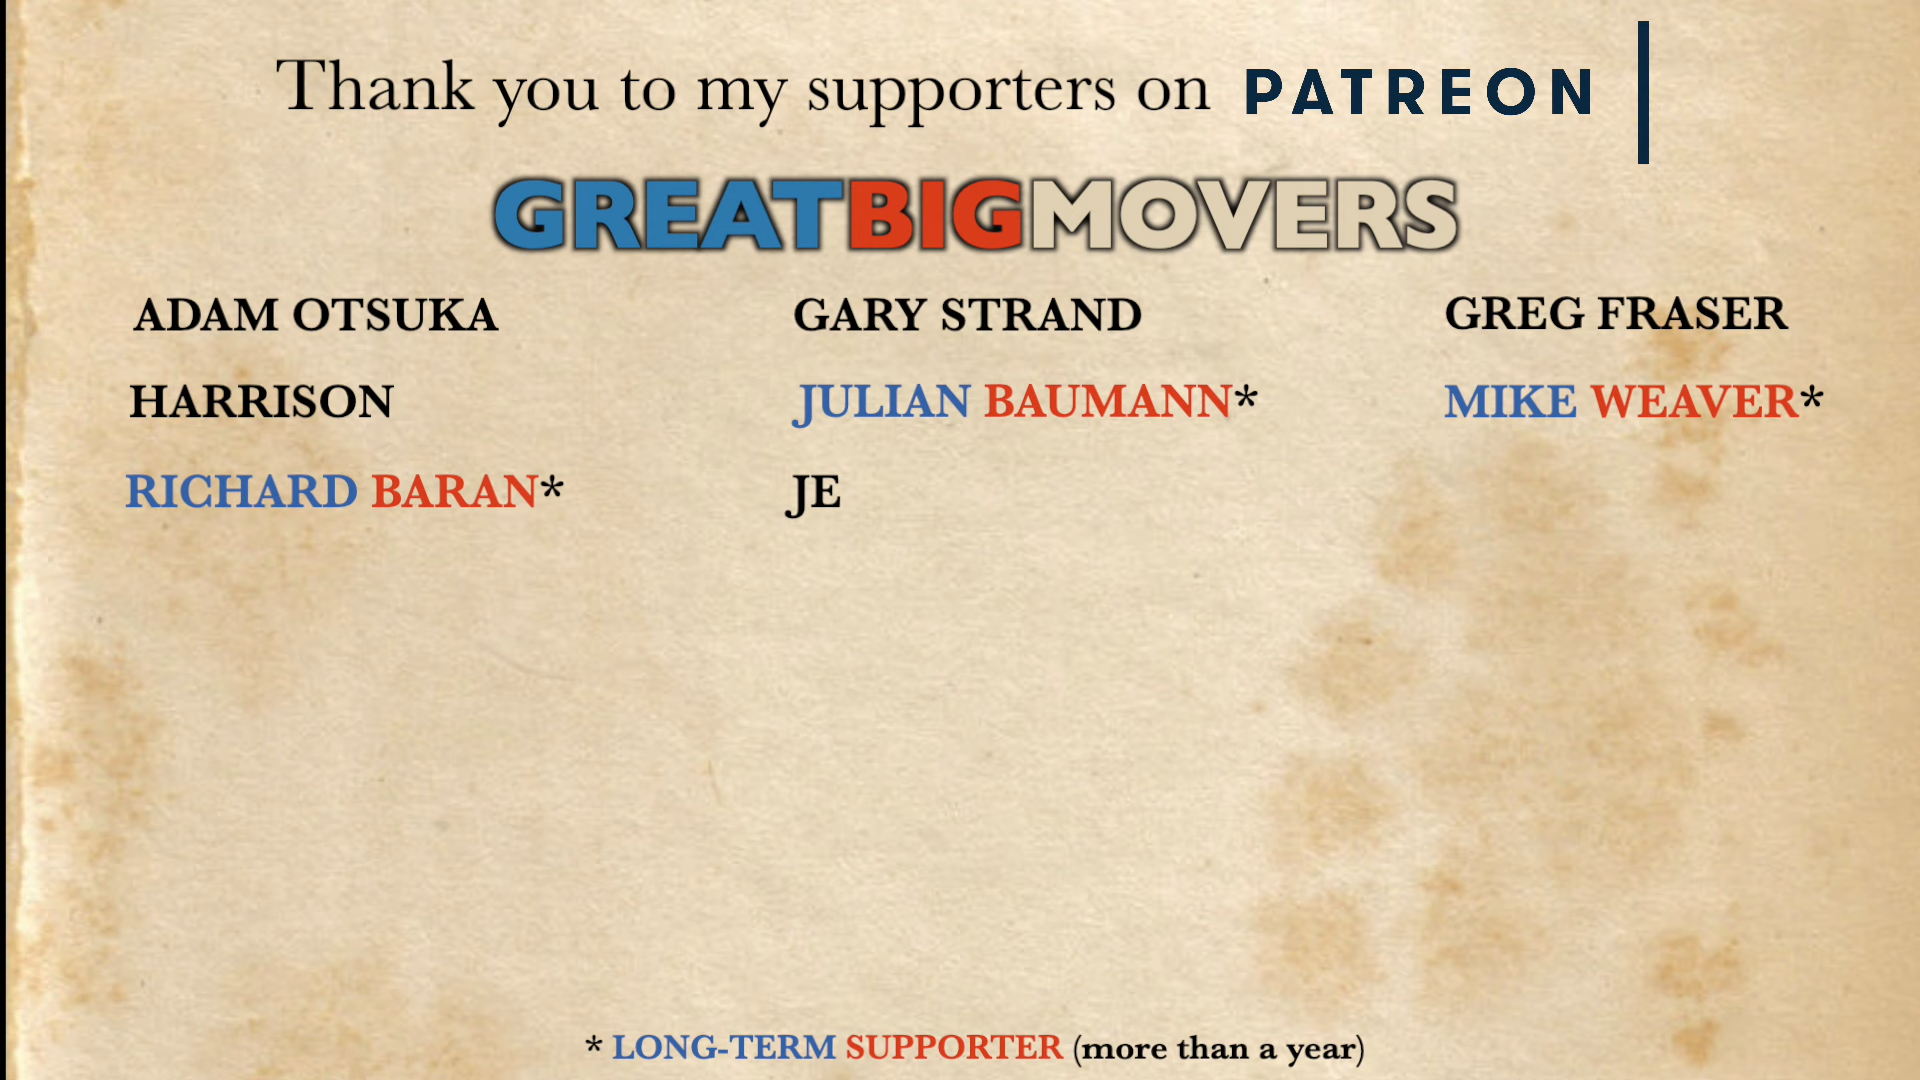 Thank you to my supporters on PATREON
GREATBIGMOVERS
ADAM OTSUKA GARY STRAND GREG FRASER
HARRISON JULIAN BAUMANN* MIKE WEAVER*
RICHARD BARAN* JE
* LONG-TERM SUPPORTER (more than a year)